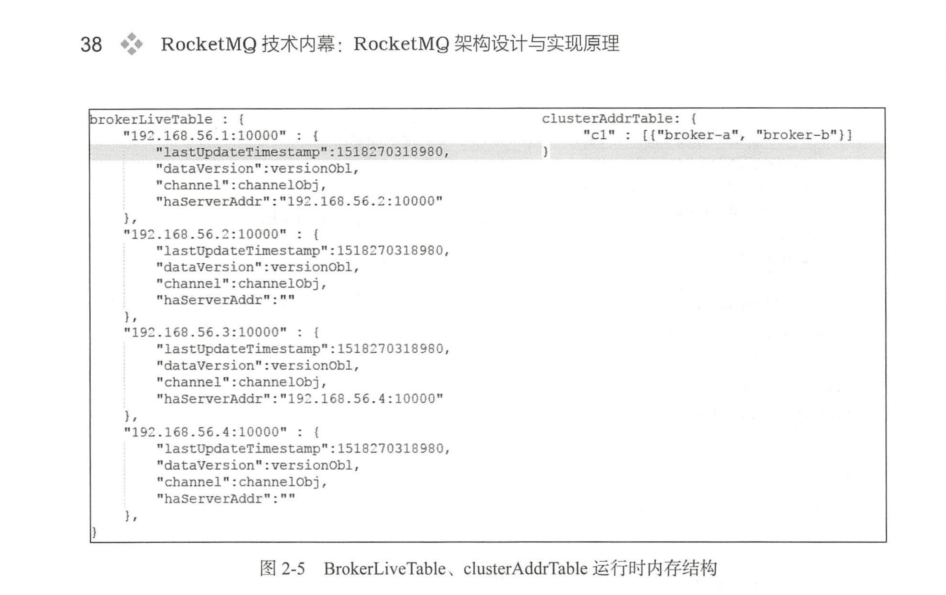 38 RocketMQ 技术内幕：RocketMQ 架构设计与实现原理
brokerLiveTable : {
"192.168.56.1:10000" : {
"lastUpdateTimestamp":1518270318980,
"dataVersion":versionObl,
"channel":channelObj,
"haServerAddr":"192.168.56.2:10000"
},
"192.168.56.2:10000" : {
"lastUpdateTimestamp":1518270318980,
"dataVersion":versionObl,
"channel":channelObj,
"haServerAddr":""
},
"192.168.56.3:10000" : {
"lastUpdateTimestamp":1518270318980,
"dataVersion":versionObl,
"channel":channelObj,
"haServerAddr":"192.168.56.4:10000"
},
"192.168.56.4:10000" : {
"lastUpdateTimestamp":1518270318980,
"dataVersion":versionObl,
"channel":channelObj,
"haServerAddr":""
},
}
clusterAddrTable: {
"c1" : [{"broker-a", "broker-b"}]
}
图 2-5 BrokerLiveTable、clusterAddrTable 运行时内存结构